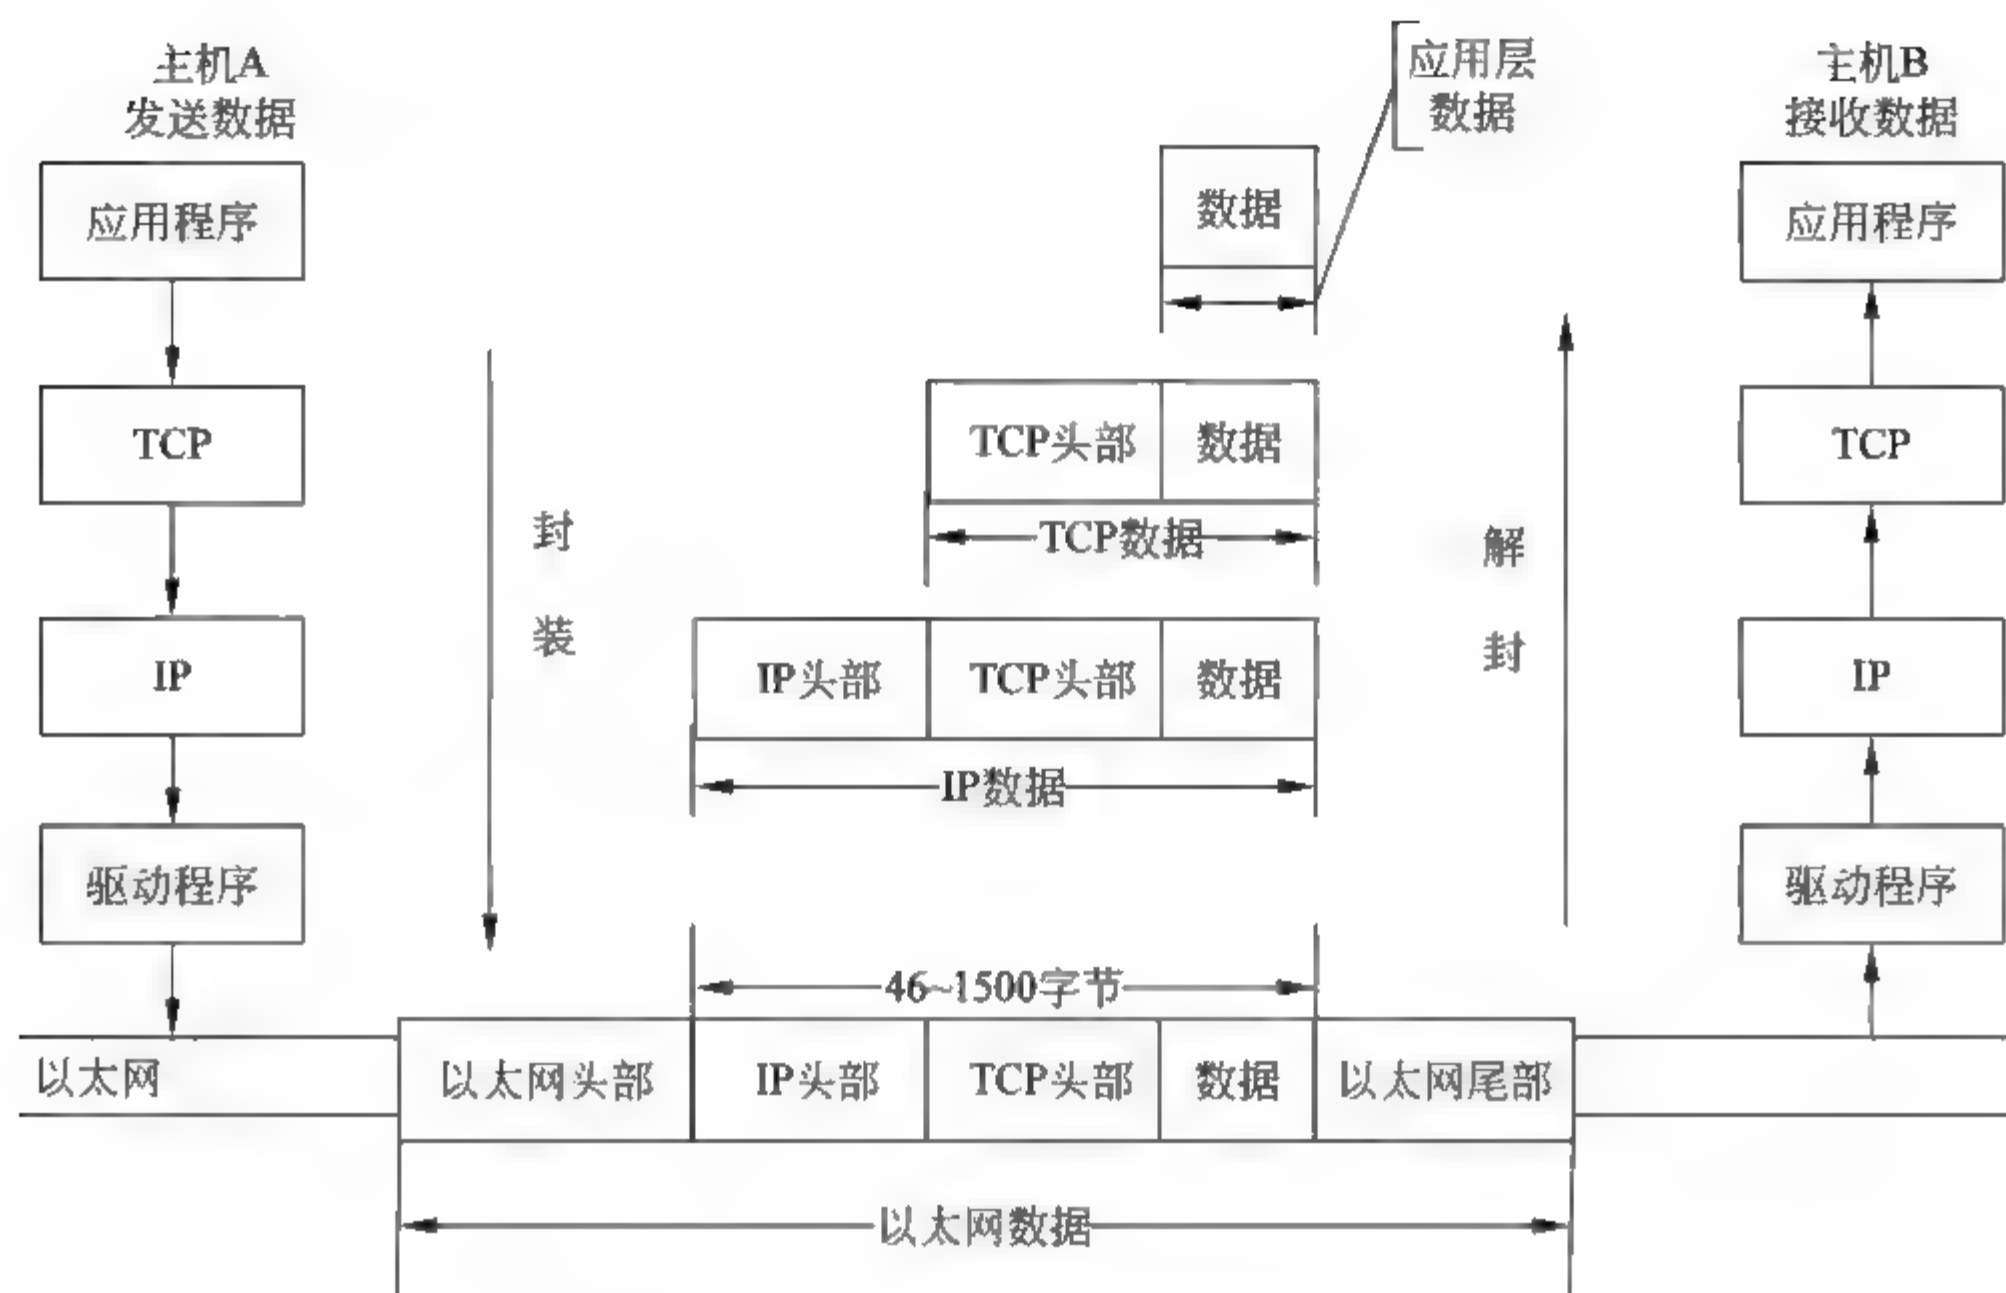 主机A
发送数据
应用层
数据
主机B
接收数据
应用程序
数据
应用程序
TCP
TCP头部
数据
TCP
TCP数据
封
装
解
封
IP
IP头部
TCP头部
数据
IP
IP数据
驱动程序
驱动程序
46~1500字节
以太网
以太网头部
IP头部
TCP头部
数据
以太网尾部
以太网数据